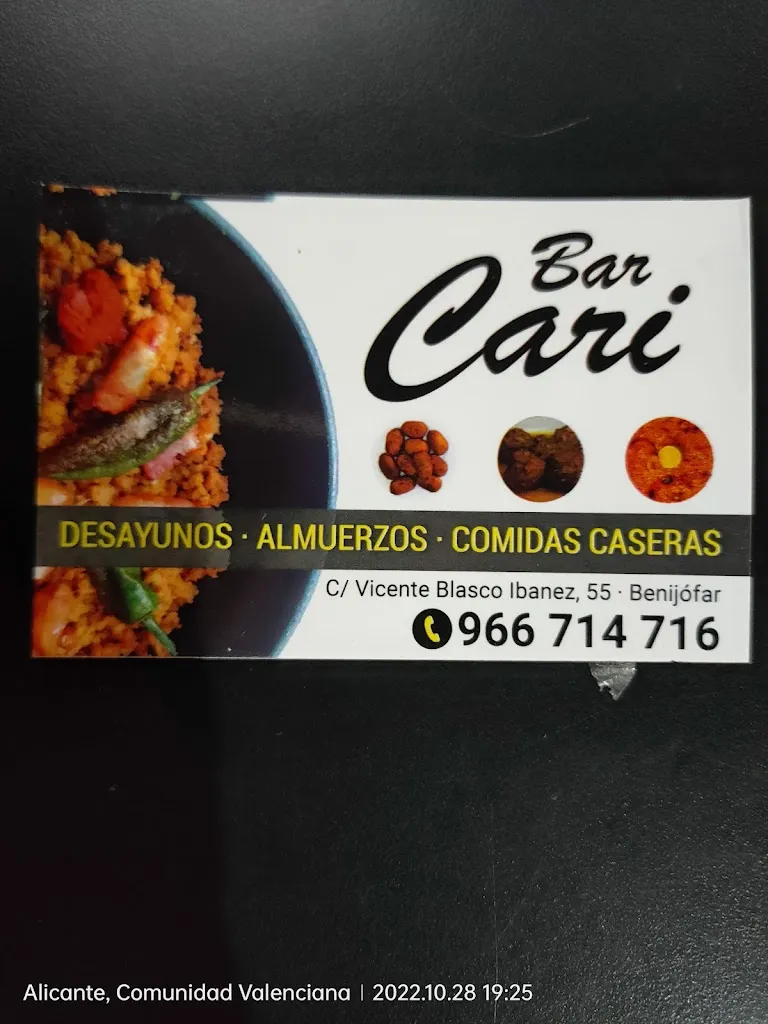 Bar
Cari
DESAYUNOS · ALMUERZOS · COMIDAS CASERAS
C/ Vicente Blasco Ibanez, 55 · Benijófar
966 714 716
Alicante, Comunidad Valenciana | 2022.10.28 19:25